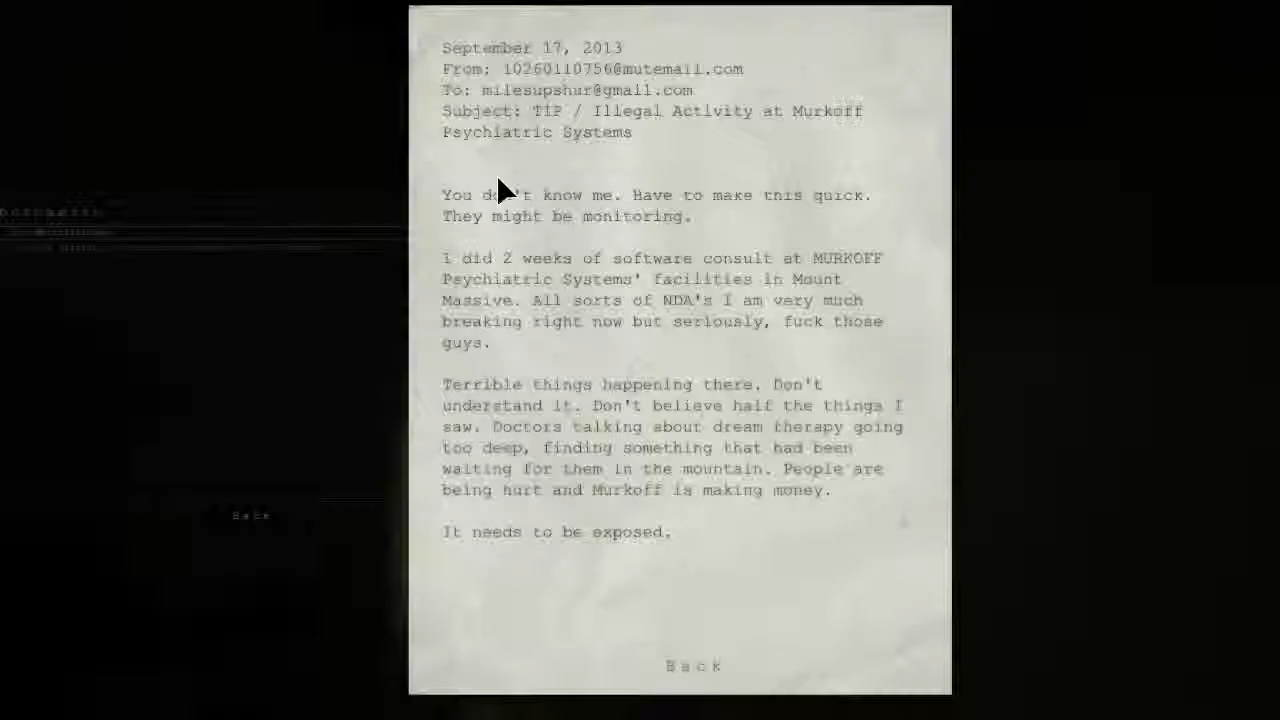 September 17, 2013
From: 10260110756@mutemail.com
To: milesupshur@gmail.com
Subject: TIP / Illegal Activity at Murkoff
Psychiatric Systems
You don't know me. Have to make this quick.
They might be monitoring.
I did 2 weeks of software consult at MURKOFF
Psychiatric Systems' facilities in Mount
Massive. All sorts of NDA's I am very much
breaking right now but seriously, fuck those
guys.
Terrible things happening there. Don't
understand it. Don't believe half the things I
saw. Doctors talking about dream therapy going
too deep, finding something that had been
waiting for them in the mountain. People are
being hurt and Murkoff is making money.
It needs to be exposed.
Back
Back